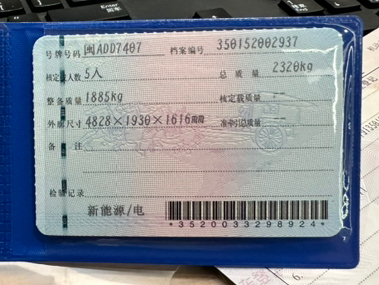 号牌号码 闽ADD7407 档案编号 350152002937
核定载人数 5人 总质量 2320kg
整备质量 1885kg 核定载质量 --
外廓尺寸 4828×1930×1616mm 准牵引总质量 --
备注
检验记录
新能源/电
*3520033298924*